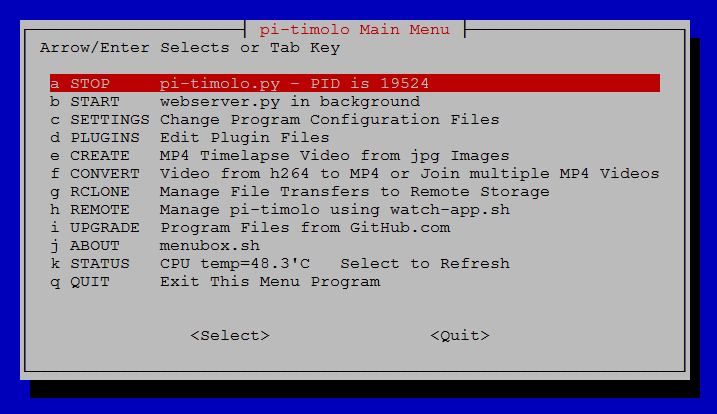 pi-timolo Main Menu
Arrow/Enter Selects or Tab Key
a STOP pi-timolo.py - PID is 19524
b START webserver.py in background
c SETTINGS Change Program Configuration Files
d PLUGINS Edit Plugin Files
e CREATE MP4 Timelapse Video from jpg Images
f CONVERT Video from h264 to MP4 or Join multiple MP4 Videos
g RCLONE Manage File Transfers to Remote Storage
h REMOTE Manage pi-timolo using watch-app.sh
i UPGRADE Program Files from GitHub.com
j ABOUT menubox.sh
k STATUS CPU temp=48.3'C Select to Refresh
q QUIT Exit This Menu Program
<Select> <Quit>